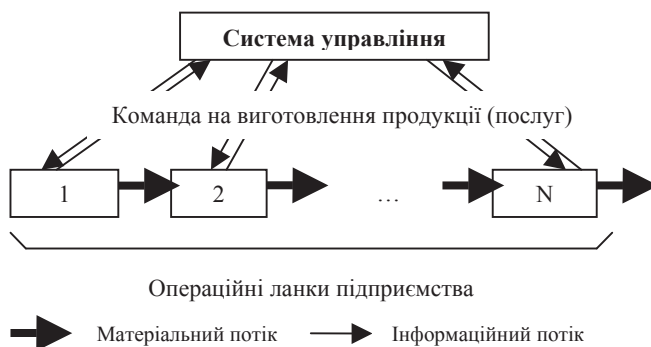 Система управління
Команда на виготовлення продукції (послуг)
1 2 … N
Операційні ланки підприємства
Матеріальний потік Інформаційний потік